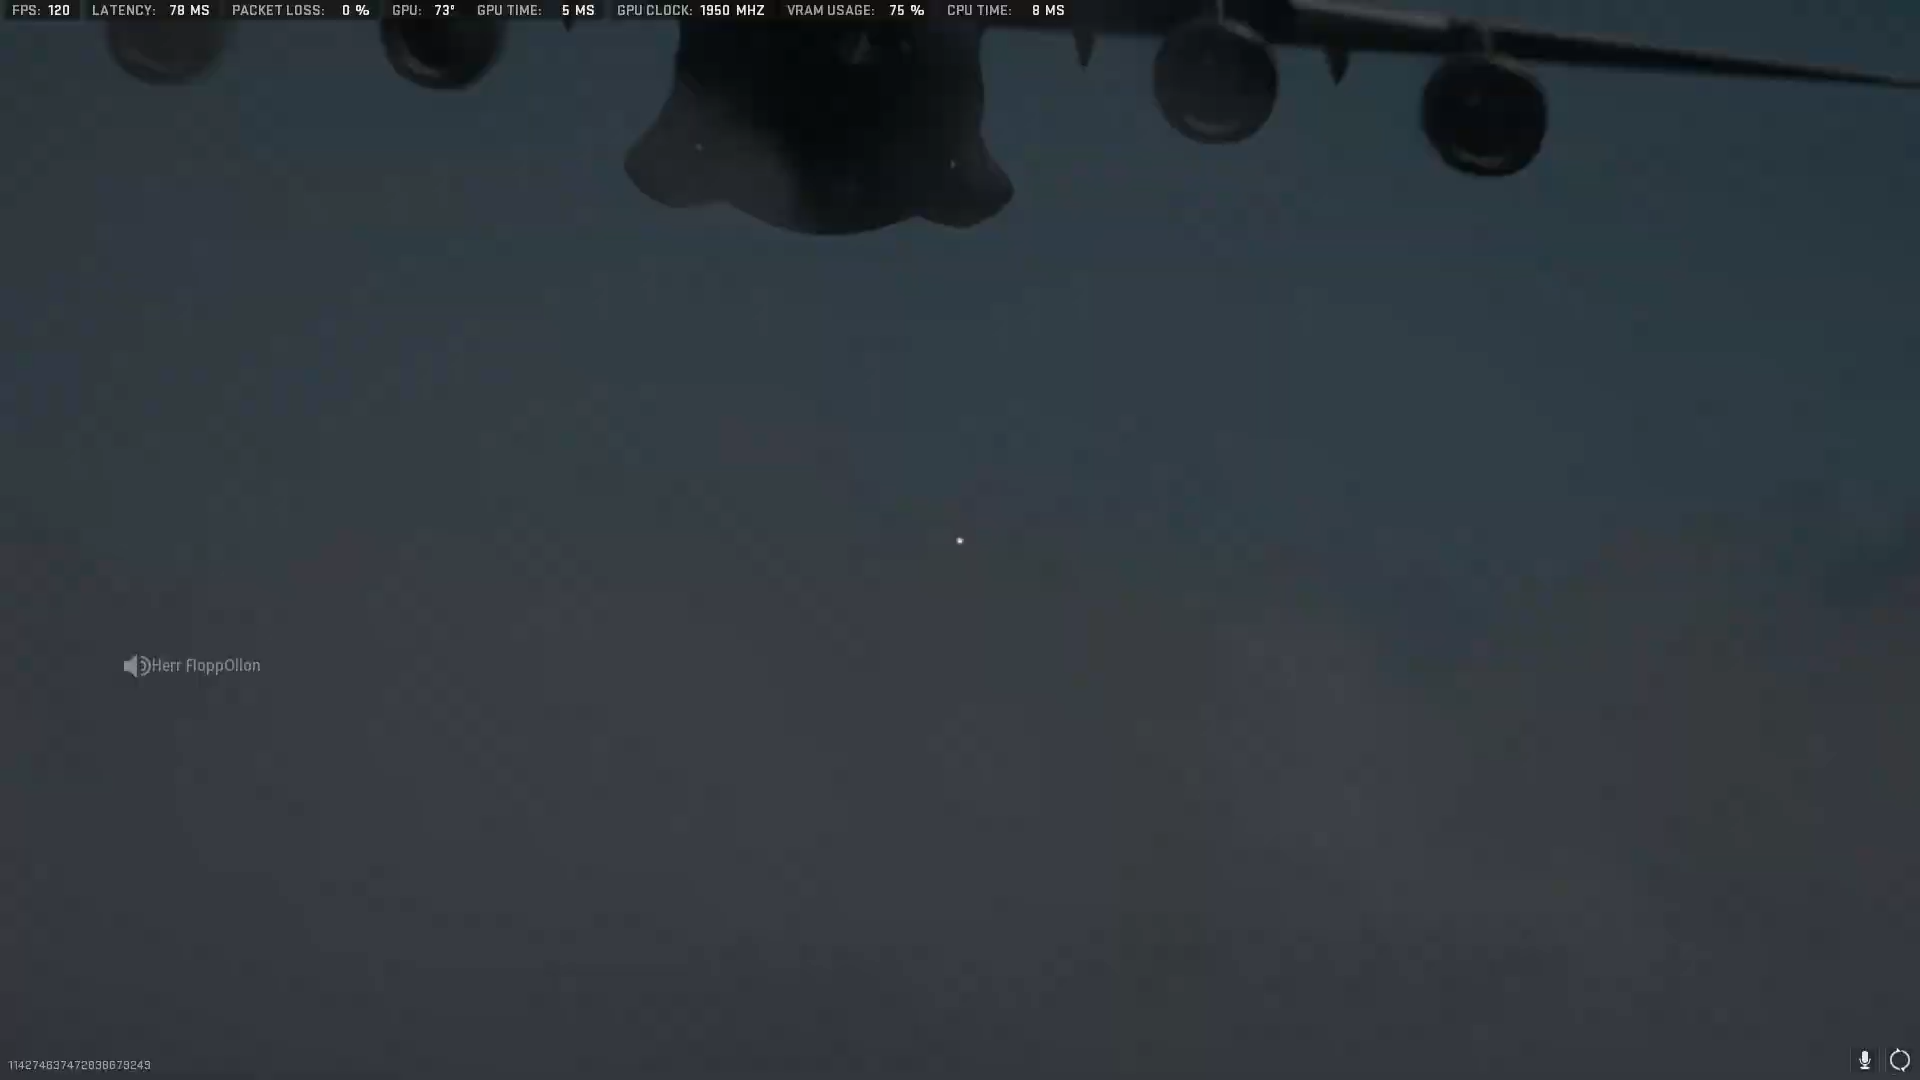 FPS: 120 LATENCY: 78 MS PACKET LOSS: 0 % GPU: 73° GPU TIME: 5 MS GPU CLOCK: 1950 MHZ VRAM USAGE: 75 % CPU TIME: 8 MS
Herr FloppOllon
114274637472838679249